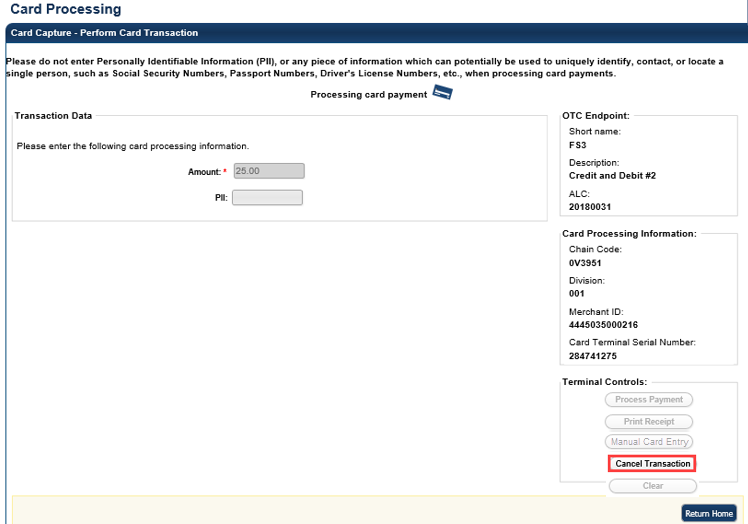 Card Processing
Card Capture - Perform Card Transaction
Please do not enter Personally Identifiable Information (PII), or any piece of information which can potentially be used to uniquely identify, contact, or locate a
single person, such as Social Security Numbers, Passport Numbers, Driver's License Numbers, etc., when processing card payments.
Processing card payment
Transaction Data
Please enter the following card processing information.
Amount: * 25.00
PII:
OTC Endpoint:
Short name:
FS3
Description:
Credit and Debit #2
ALC:
20180031
Card Processing Information:
Chain Code:
0V3951
Division:
001
Merchant ID:
4445035000216
Card Terminal Serial Number:
284741275
Terminal Controls:
Process Payment
Print Receipt
Manual Card Entry
Cancel Transaction
Clear
Return Home